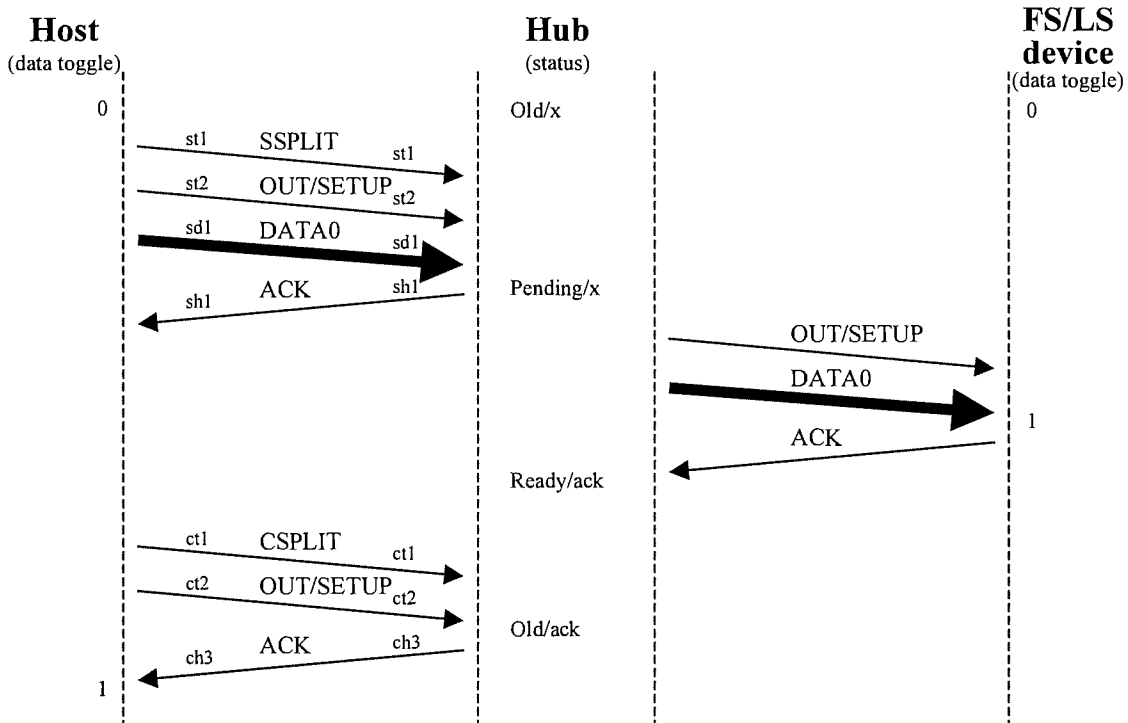 Host
(data toggle)
Hub
(status)
FS/LS
device
(data toggle)
0
Old/x
0
st1 SSPLIT st1
st2 OUT/SETUP st2
sd1 DATA0 sd1
sh1 ACK sh1
Pending/x
OUT/SETUP
DATA0
1
ACK
Ready/ack
ct1 CSPLIT ct1
ct2 OUT/SETUP ct2
Old/ack
ch3 ACK ch3
1